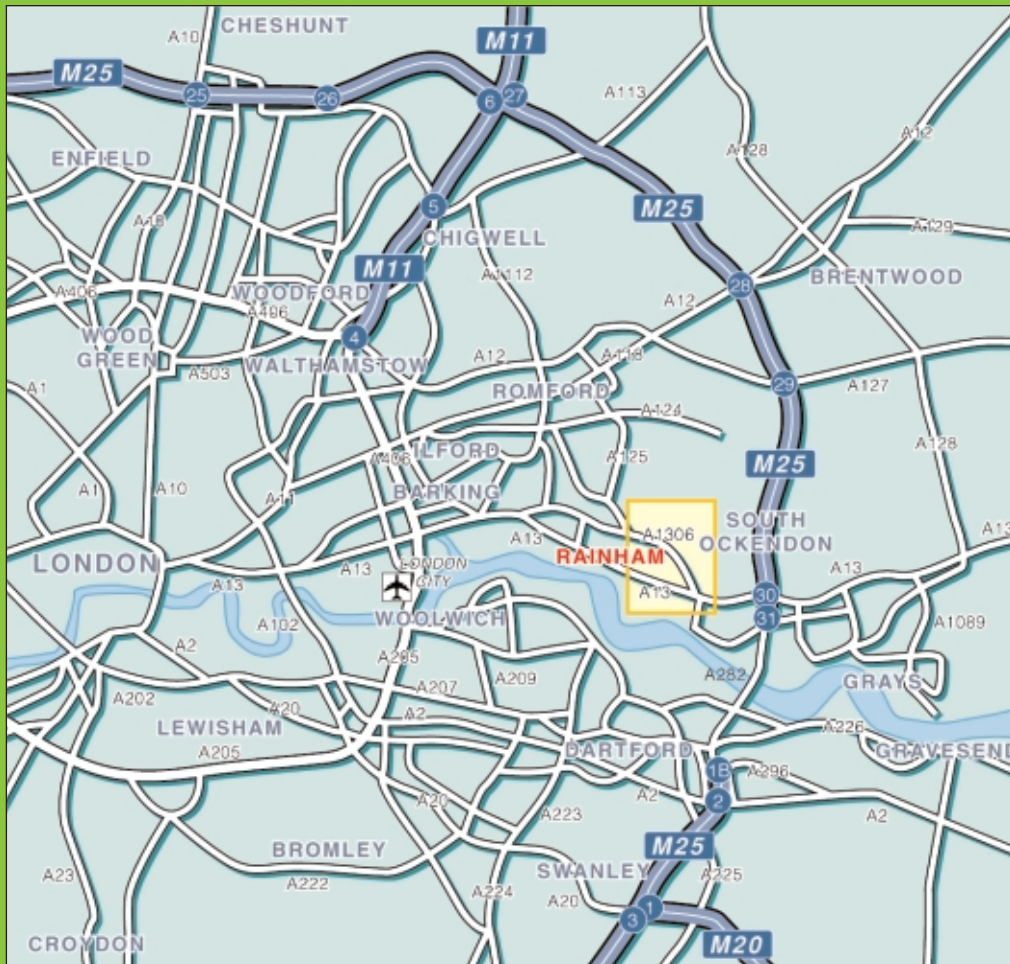 CHESHUNT
A10
M11
M25
25
26
6
27
A113
A12
A128
ENFIELD
A10
5
M25
CHIGWELL
A129
M11
A1112
28
BRENTWOOD
A406
WOODFORD
A12
A406
WOOD
GREEN
4
WALTHAMSTOW
A12
A118
A503
A1
ROMFORD
29
A127
A124
A406
ILFORD
A125
M25
A128
BARKING
A1
A10
A11
SOUTH
OCKENDON
A1306
A13
A13
RAINHAM
LONDON
A13
LONDON
CITY
A13
A13
30
A13
31
WOOLWICH
A102
A1089
A2
A205
A209
A282
GRAYS
A202
A20
A207
A2
A226
LEWISHAM
A205
DARTFORD
GRAVESEND
1B
A296
A2
2
A20
A223
A2
M25
BROMLEY
SWANLEY
A23
A222
A224
A20
A225
1
3
CROYDON
M20